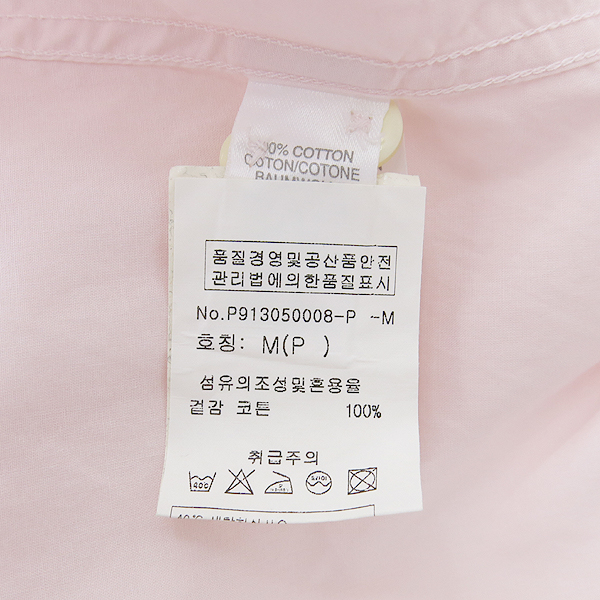 100% COTTON
COTON/COTONE
품질경영및공산품안전
관리법에의한품질표시
No.P913050008-P -M
호칭: M(P )
섬유의조성및혼용율
겉감 코튼 100%
취급주의